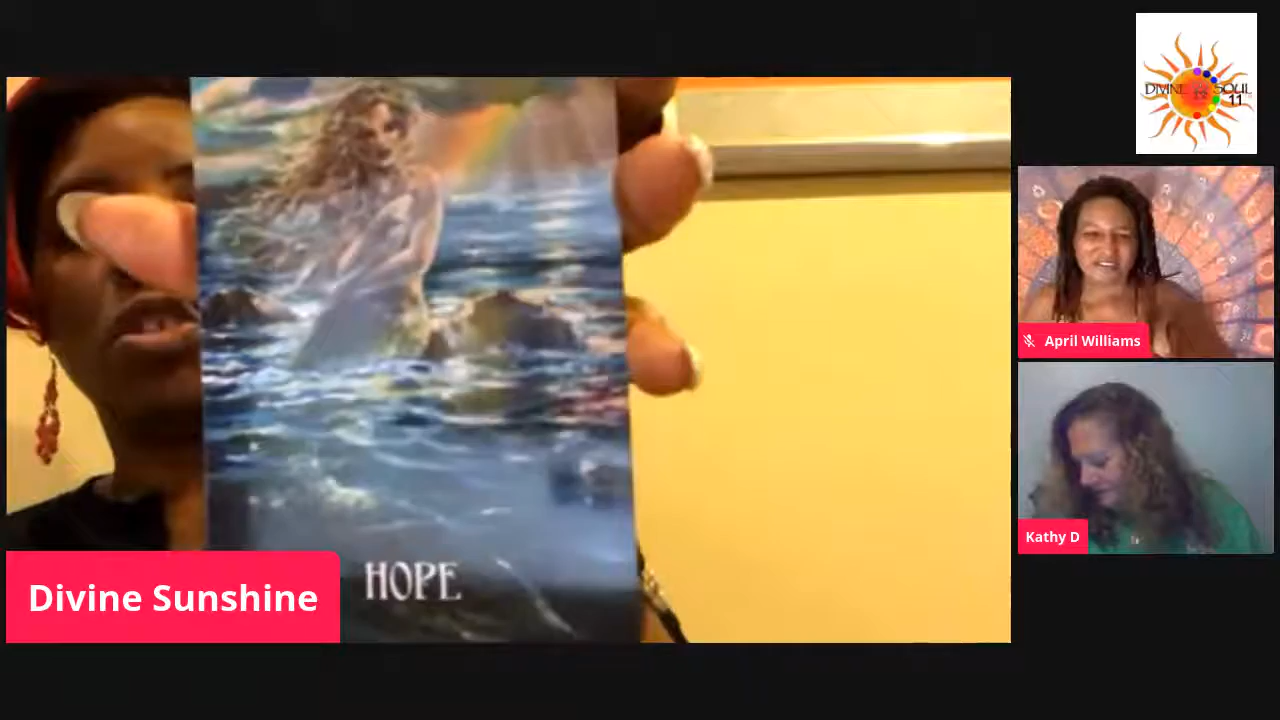 DIVINE SOUL
11
April Williams
Kathy D
HOPE
Divine Sunshine